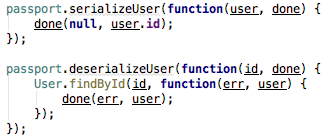 passport.serializeUser(function(user, done) {
    done(null, user.id);
});

passport.deserializeUser(function(id, done) {
    User.findById(id, function(err, user) {
        done(err, user);
    });
});